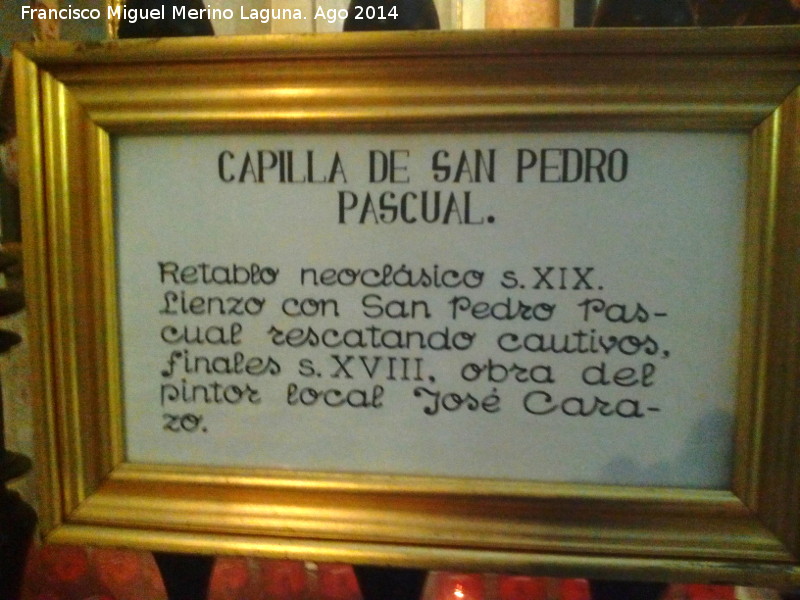 Francisco Miguel Merino Laguna. Ago 2014
CAPILLA DE SAN PEDRO
PASCUAL.
Retablo neoclásico s. XIX.
Lienzo con San Pedro Pas-
cual rescatando cautivos,
finales s. XVIII, obra del
pintor local José Cara-
zo.